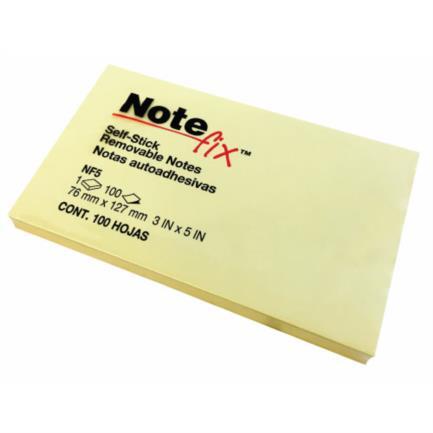 Note
fix™
Self-Stick
Removable Notes
Notas autoadhesivas
NF5
1 100
76 mm x 127 mm 3 IN x 5 IN
CONT. 100 HOJAS